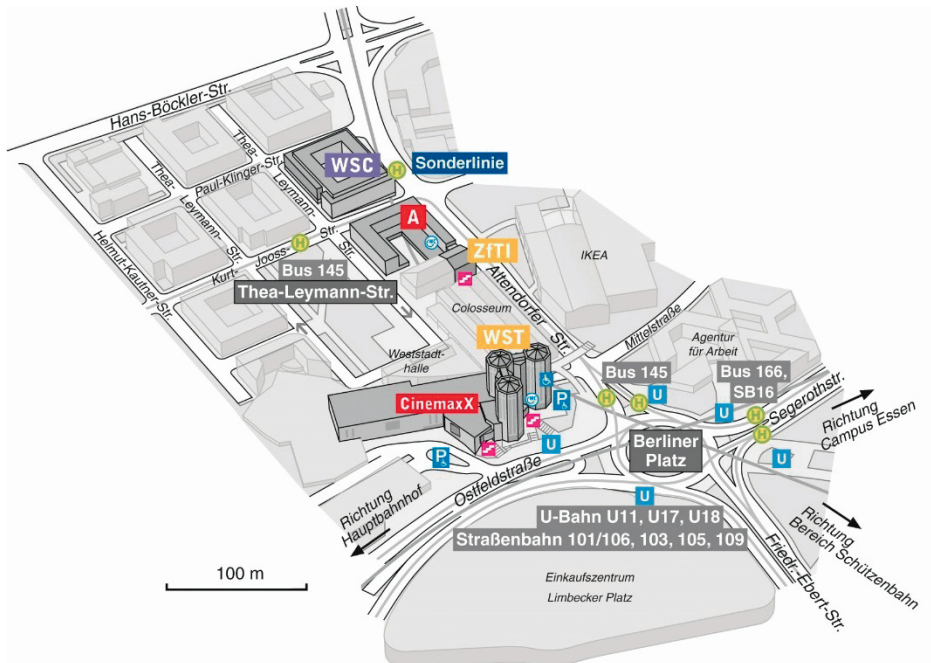 Hans-Böckler-Str.
Thea-
Leymann-
Str.
Thea-
Leymann-
Str.
Paul-Klinger-Str.
Helmut-Kautner-Str.
Kurt-
Jooss-
Str.
WSC
H
Sonderlinie
A
ZfTI
H
Bus 145
Thea-Leymann-Str.
Colosseum
Altendorfer Str.
IKEA
Mittelstraße
Agentur
für Arbeit
WST
Weststadt-
halle
CinemaxX
P
Bus 145
U
Bus 166,
SB16
U
H
H
H
H
Segerothstr.
Richtung
Campus Essen
U
P
Berliner
Platz
U
Ostfeldstraße
Richtung
Hauptbahnhof
U
U-Bahn U11, U17, U18
Straßenbahn 101/106, 103, 105, 109
Richtung
Bereich Schützenbahn
Friedr.-Ebert-Str.
100 m
Einkaufszentrum
Limbecker Platz